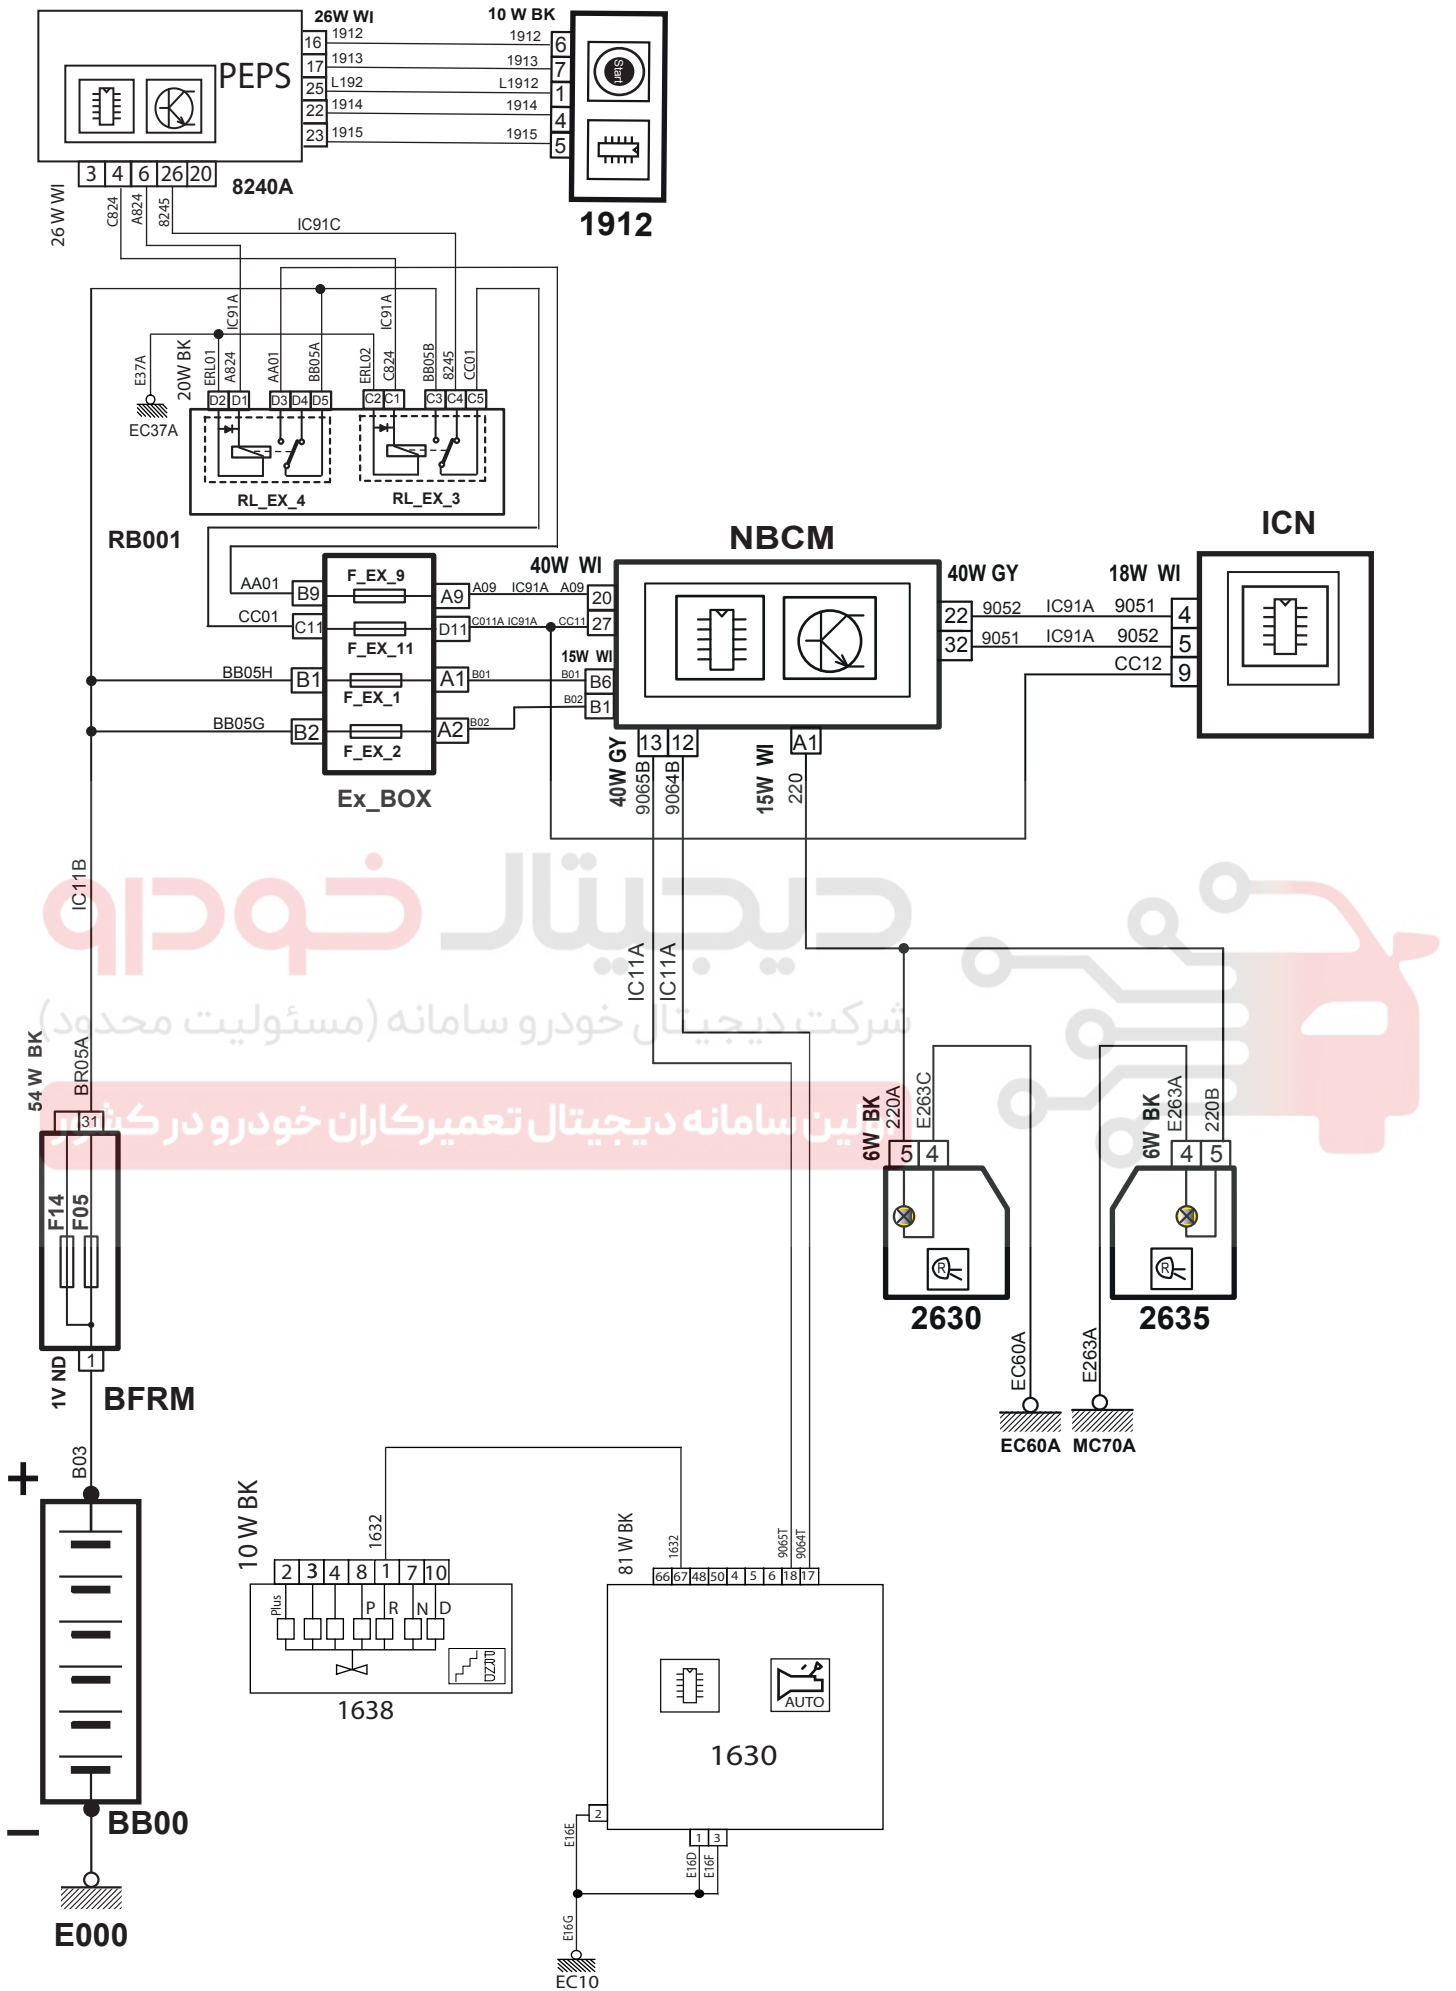 26W WI
10 W BK
16 1912 1912 6
17 1913 1913 7
25 L192 L1912 1
22 1914 1914 4
23 1915 1915 5
PEPS
Start
3 4 6 26 20
8240A
1912
26 W WI
C824
A824
8245
IC91C
IC91A
IC91A
E37A
20W BK
ERL01
A824
AA01
BB05A
ERL02
C824
BB05B
8245
CC01
D2 D1 D3 D4 D5
C2 C1 C3 C4 C5
EC37A
RL_EX_4
RL_EX_3
RB001
NBCM
ICN
40W WI
40W GY
18W WI
AA01 B9 F_EX_9 A9 A09 IC91A A09 20
CC01 C11 F_EX_11 D11 C011A IC91A CC11 27
15W WI
BB05H B1 F_EX_1 A1 B01 B01 B6
BB05G B2 F_EX_2 A2 B02 B02 B1
22 9052 IC91A 9051 4
32 9051 IC91A 9052 5
CC12 9
Ex_BOX
13 12
A1
40W GY
9065B
9064B
15W WI
220
IC11B
IC11A
IC11A
دیجیتال خودرو
شرکت دیجیتال خودرو سامانه (مسئولیت محدود)
اولین سامانه دیجیتال تعمیرکاران خودرو در کشور
54 W BK
BR05A
31
F14
F05
1
1V ND
BFRM
B03
+
BB00
−
E000
6W BK
220A
E263C
5 4
R
2630
6W BK
E263A
220B
4 5
R
2635
EC60A
E263A
EC60A
MC70A
10 W BK
1632
2 3 4 8 1 7 10
Plus
P R N D
1638
81 W BK
1632
9065T
9064T
66 67 48 50 4 5 6 18 17
AUTO
1630
2
1 3
E16E
E16D
E16F
E16G
EC10